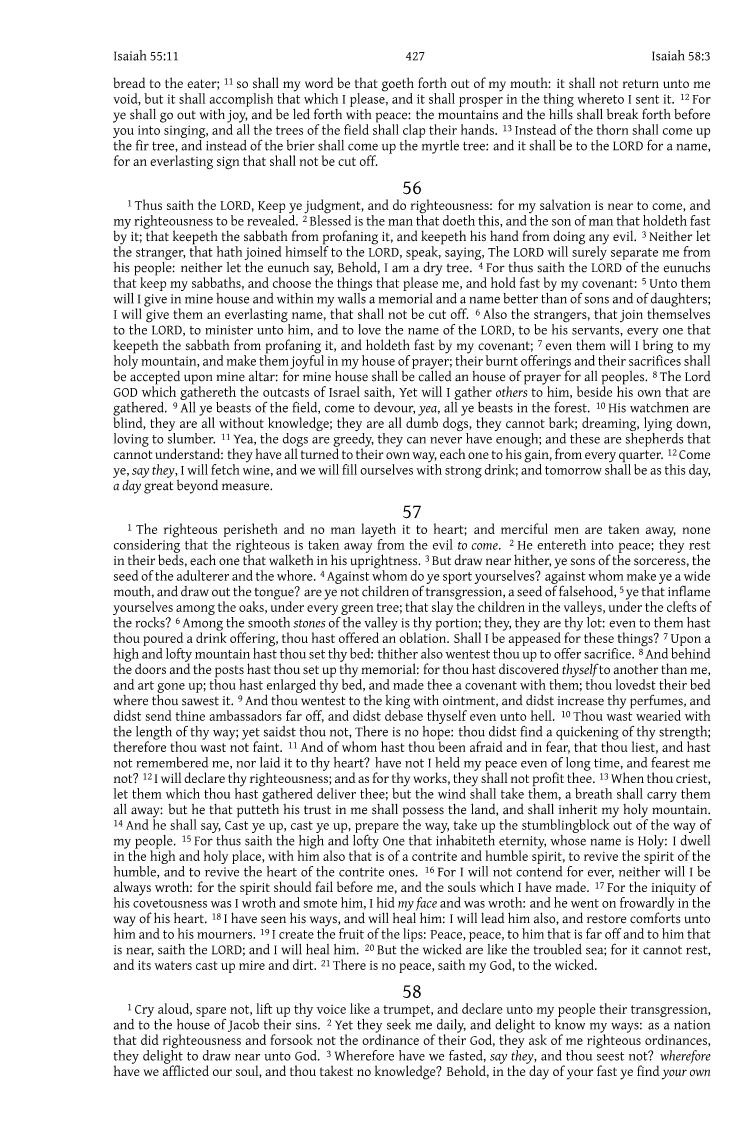 Isaiah 55:11 427 Isaiah 58:3
bread to the eater; 11 so shall my word be that goeth forth out of my mouth: it shall not return unto me
void, but it shall accomplish that which I please, and it shall prosper in the thing whereto I sent it. 12 For
ye shall go out with joy, and be led forth with peace: the mountains and the hills shall break forth before
you into singing, and all the trees of the field shall clap their hands. 13 Instead of the thorn shall come up
the fir tree, and instead of the brier shall come up the myrtle tree: and it shall be to the LORD for a name,
for an everlasting sign that shall not be cut off.
56
1 Thus saith the LORD, Keep ye judgment, and do righteousness: for my salvation is near to come, and
my righteousness to be revealed. 2 Blessed is the man that doeth this, and the son of man that holdeth fast
by it; that keepeth the sabbath from profaning it, and keepeth his hand from doing any evil. 3 Neither let
the stranger, that hath joined himself to the LORD, speak, saying, The LORD will surely separate me from
his people: neither let the eunuch say, Behold, I am a dry tree. 4 For thus saith the LORD of the eunuchs
that keep my sabbaths, and choose the things that please me, and hold fast by my covenant: 5 Unto them
will I give in mine house and within my walls a memorial and a name better than of sons and of daughters;
I will give them an everlasting name, that shall not be cut off. 6 Also the strangers, that join themselves
to the LORD, to minister unto him, and to love the name of the LORD, to be his servants, every one that
keepeth the sabbath from profaning it, and holdeth fast by my covenant; 7 even them will I bring to my
holy mountain, and make them joyful in my house of prayer; their burnt offerings and their sacrifices shall
be accepted upon mine altar: for mine house shall be called an house of prayer for all peoples. 8 The Lord
GOD which gathereth the outcasts of Israel saith, Yet will I gather others to him, beside his own that are
gathered. 9 All ye beasts of the field, come to devour, yea, all ye beasts in the forest. 10 His watchmen are
blind, they are all without knowledge; they are all dumb dogs, they cannot bark; dreaming, lying down,
loving to slumber. 11 Yea, the dogs are greedy, they can never have enough; and these are shepherds that
cannot understand: they have all turned to their own way, each one to his gain, from every quarter. 12 Come
ye, say they, I will fetch wine, and we will fill ourselves with strong drink; and tomorrow shall be as this day,
a day great beyond measure.
57
1 The righteous perisheth and no man layeth it to heart; and merciful men are taken away, none
considering that the righteous is taken away from the evil to come. 2 He entereth into peace; they rest
in their beds, each one that walketh in his uprightness. 3 But draw near hither, ye sons of the sorceress, the
seed of the adulterer and the whore. 4 Against whom do ye sport yourselves? against whom make ye a wide
mouth, and draw out the tongue? are ye not children of transgression, a seed of falsehood, 5 ye that inflame
yourselves among the oaks, under every green tree; that slay the children in the valleys, under the clefts of
the rocks? 6 Among the smooth stones of the valley is thy portion; they, they are thy lot: even to them hast
thou poured a drink offering, thou hast offered an oblation. Shall I be appeased for these things? 7 Upon a
high and lofty mountain hast thou set thy bed: thither also wentest thou up to offer sacrifice. 8 And behind
the doors and the posts hast thou set up thy memorial: for thou hast discovered thyself to another than me,
and art gone up; thou hast enlarged thy bed, and made thee a covenant with them; thou lovedst their bed
where thou sawest it. 9 And thou wentest to the king with ointment, and didst increase thy perfumes, and
didst send thine ambassadors far off, and didst debase thyself even unto hell. 10 Thou wast wearied with
the length of thy way; yet saidst thou not, There is no hope: thou didst find a quickening of thy strength;
therefore thou wast not faint. 11 And of whom hast thou been afraid and in fear, that thou liest, and hast
not remembered me, nor laid it to thy heart? have not I held my peace even of long time, and fearest me
not? 12 I will declare thy righteousness; and as for thy works, they shall not profit thee. 13 When thou criest,
let them which thou hast gathered deliver thee; but the wind shall take them, a breath shall carry them
all away: but he that putteth his trust in me shall possess the land, and shall inherit my holy mountain.
14 And he shall say, Cast ye up, cast ye up, prepare the way, take up the stumblingblock out of the way of
my people. 15 For thus saith the high and lofty One that inhabiteth eternity, whose name is Holy: I dwell
in the high and holy place, with him also that is of a contrite and humble spirit, to revive the spirit of the
humble, and to revive the heart of the contrite ones. 16 For I will not contend for ever, neither will I be
always wroth: for the spirit should fail before me, and the souls which I have made. 17 For the iniquity of
his covetousness was I wroth and smote him, I hid my face and was wroth: and he went on frowardly in the
way of his heart. 18 I have seen his ways, and will heal him: I will lead him also, and restore comforts unto
him and to his mourners. 19 I create the fruit of the lips: Peace, peace, to him that is far off and to him that
is near, saith the LORD; and I will heal him. 20 But the wicked are like the troubled sea; for it cannot rest,
and its waters cast up mire and dirt. 21 There is no peace, saith my God, to the wicked.
58
1 Cry aloud, spare not, lift up thy voice like a trumpet, and declare unto my people their transgression,
and to the house of Jacob their sins. 2 Yet they seek me daily, and delight to know my ways: as a nation
that did righteousness and forsook not the ordinance of their God, they ask of me righteous ordinances,
they delight to draw near unto God. 3 Wherefore have we fasted, say they, and thou seest not? wherefore
have we afflicted our soul, and thou takest no knowledge? Behold, in the day of your fast ye find your own